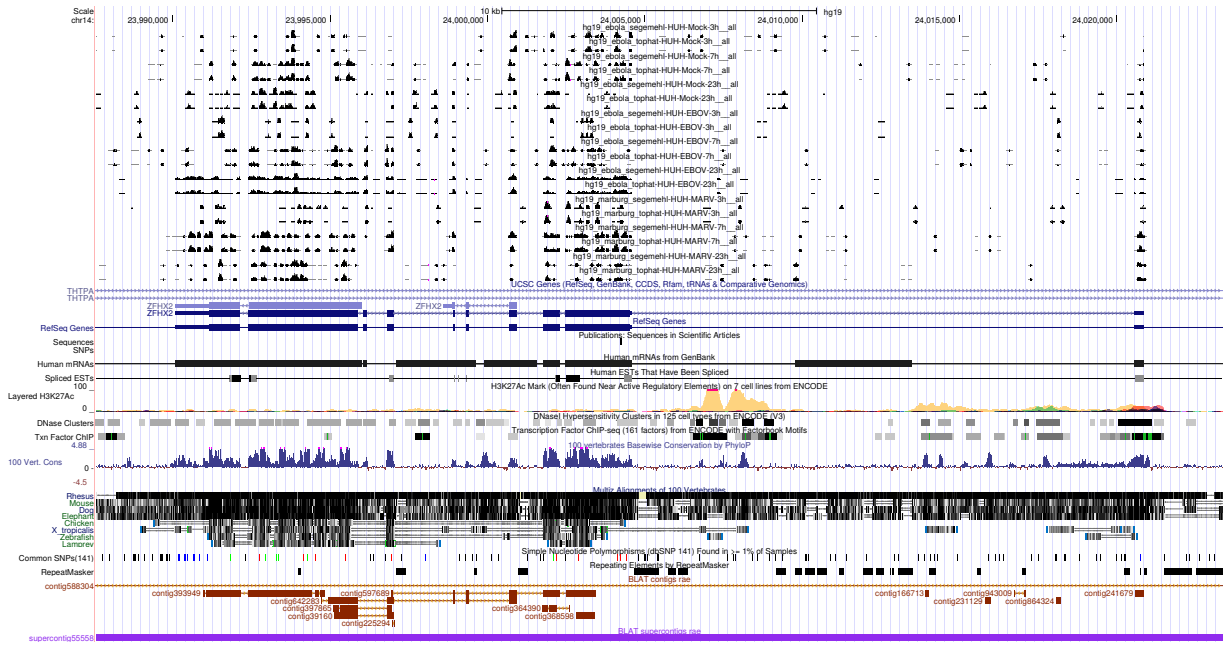 Scale 10 kb hg19
chr14: 23,990,000 23,995,000 24,000,000 24,005,000 24,010,000 24,015,000 24,020,000
hg19_ebola_segemehl-HUH-Mock-3h__all
hg19_ebola_tophat-HUH-Mock-3h__all
hg19_ebola_segemehl-HUH-Mock-7h__all
hg19_ebola_tophat-HUH-Mock-7h__all
hg19_ebola_segemehl-HUH-Mock-23h__all
hg19_ebola_tophat-HUH-Mock-23h__all
hg19_ebola_segemehl-HUH-EBOV-3h__all
hg19_ebola_tophat-HUH-EBOV-3h__all
hg19_ebola_segemehl-HUH-EBOV-7h__all
hg19_ebola_tophat-HUH-EBOV-7h__all
hg19_ebola_segemehl-HUH-EBOV-23h__all
hg19_ebola_tophat-HUH-EBOV-23h__all
hg19_marburg_segemehl-HUH-MARV-3h__all
hg19_marburg_tophat-HUH-MARV-3h__all
hg19_marburg_segemehl-HUH-MARV-7h__all
hg19_marburg_tophat-HUH-MARV-7h__all
hg19_marburg_segemehl-HUH-MARV-23h__all
hg19_marburg_tophat-HUH-MARV-23h__all
UCSC Genes (RefSeq, GenBank, CCDS, Rfam, tRNAs & Comparative Genomics)
THTPA
THTPA
ZFHX2 ZFHX2
ZFHX2
RefSeq Genes
RefSeq Genes
Publications: Sequences in Scientific Articles
Sequences
SNPs
Human mRNAs from GenBank
Human mRNAs
Human ESTs That Have Been Spliced
Spliced ESTs
H3K27Ac Mark (Often Found Near Active Regulatory Elements) on 7 cell lines from ENCODE
100
Layered H3K27Ac
0
DNaseI Hypersensitivity Clusters in 125 cell types from ENCODE (V3)
DNase Clusters
Transcription Factor ChIP-seq (161 factors) from ENCODE with Factorbook Motifs
Txn Factor ChIP
100 vertebrates Basewise Conservation by PhyloP
4.88
100 Vert. Cons
0
-4.5
Multiz Alignments of 100 Vertebrates
Rhesus
Mouse
Dog
Elephant
Chicken
X_tropicalis
Zebrafish
Lamprey
Simple Nucleotide Polymorphisms (dbSNP 141) Found in >= 1% of Samples
Common SNPs(141)
Repeating Elements by RepeatMasker
RepeatMasker
BLAT contigs rae
contig588304
contig393949 contig597689 contig166713 contig943009 contig241679
contig642283 contig231129 contig864324
contig397865 contig364390
contig39160 contig368598
contig225294
BLAT supercontigs rae
supercontig55558